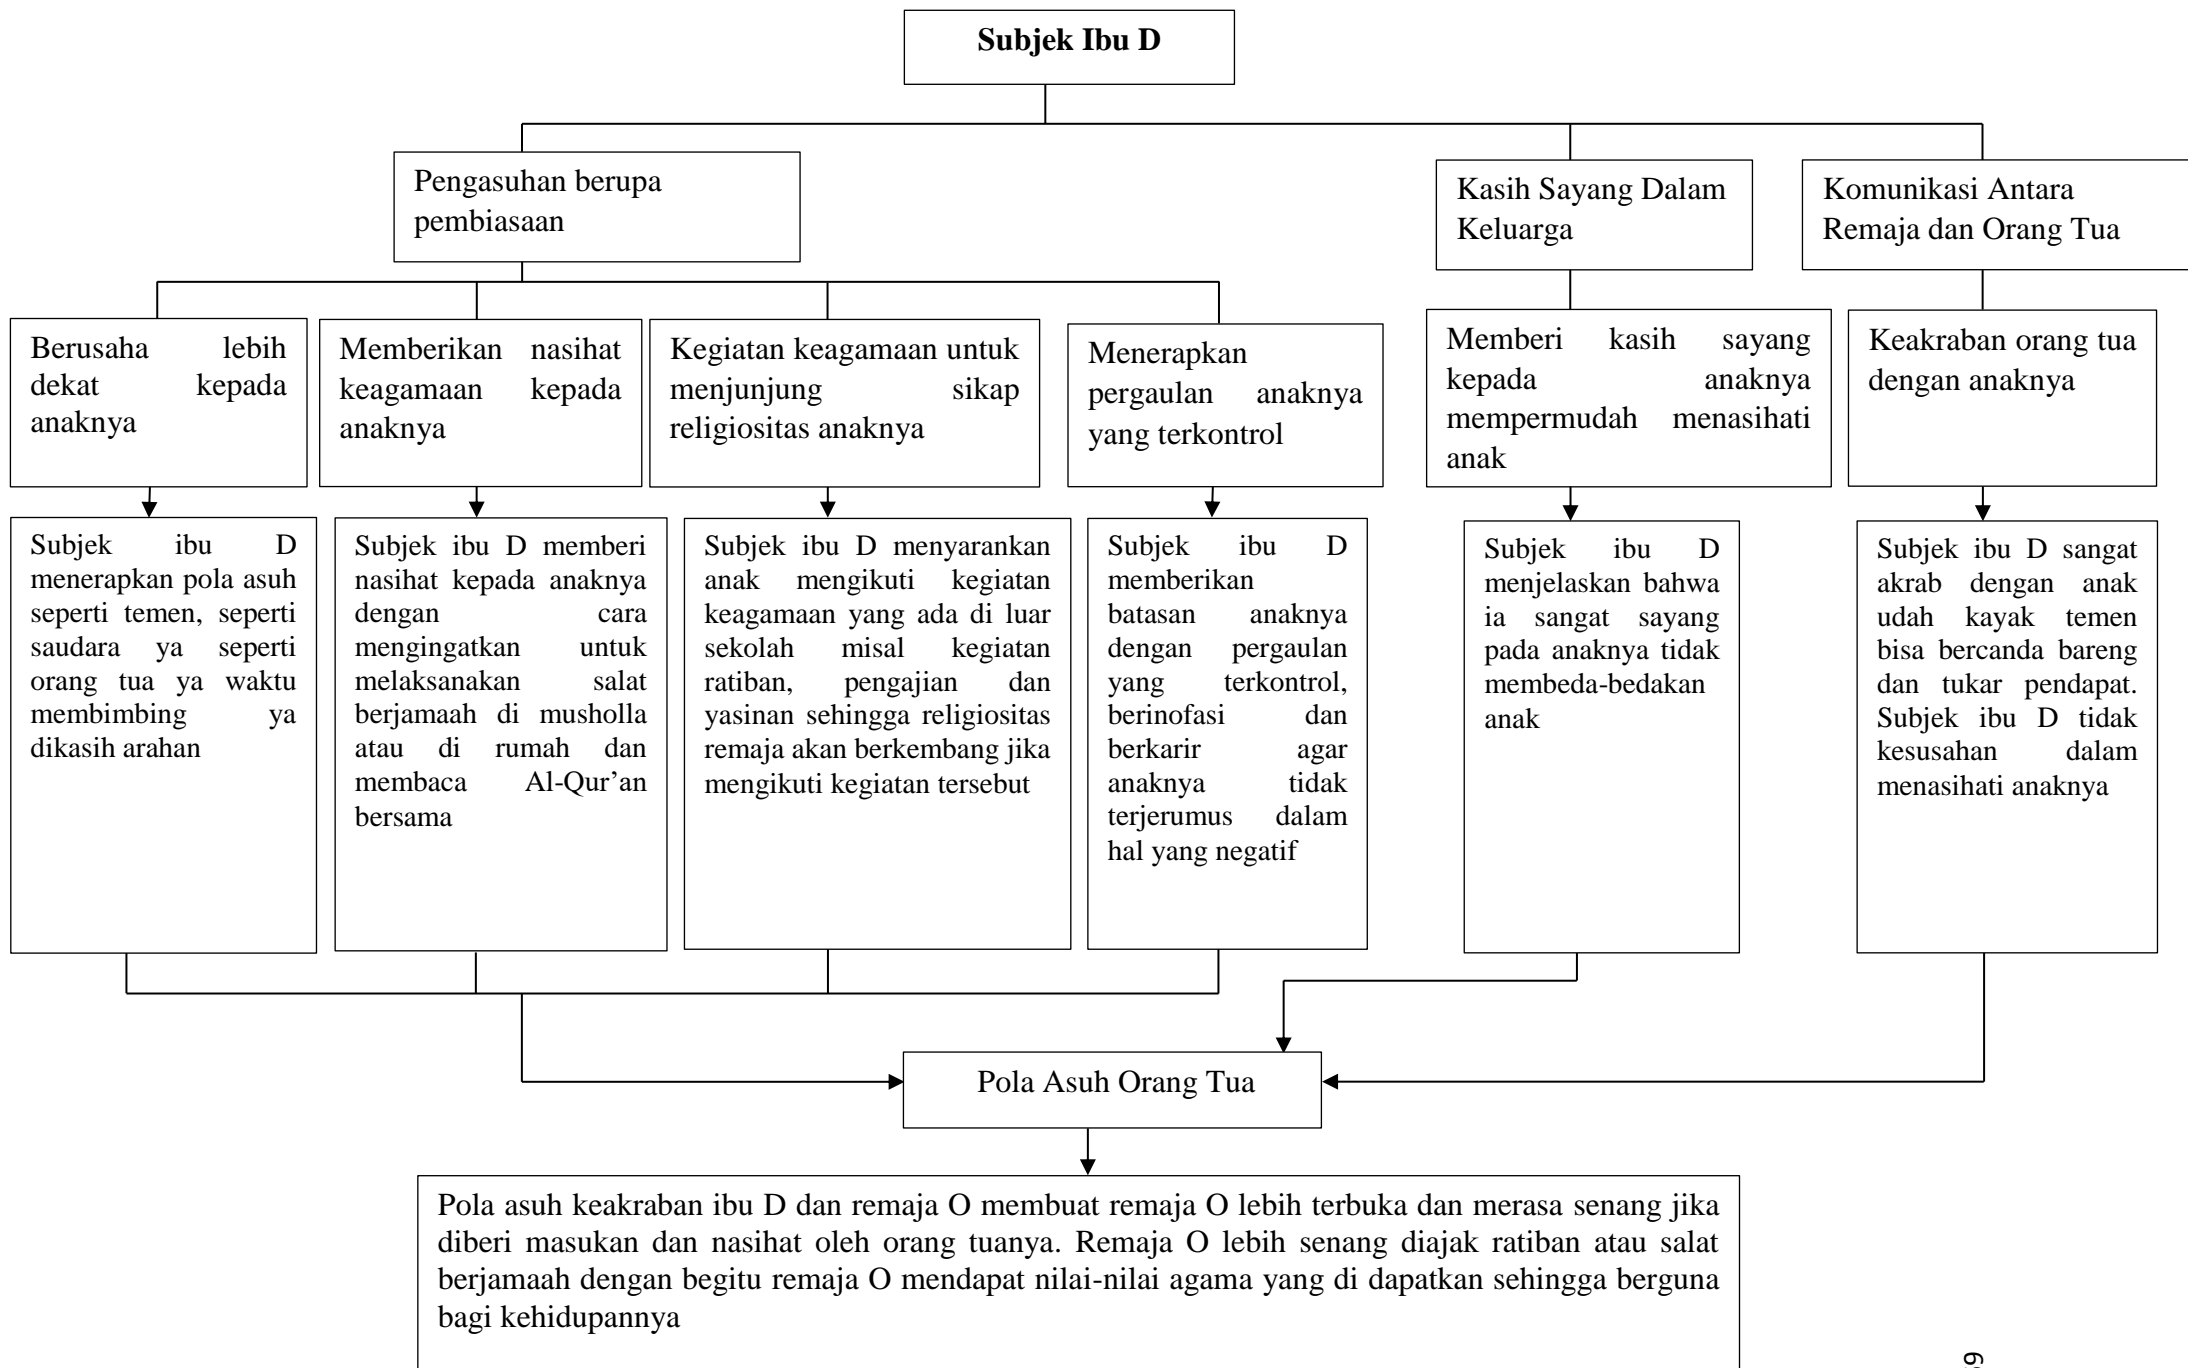 Subjek Ibu D
Pengasuhan berupa
pembiasaan
Kasih Sayang Dalam
Keluarga
Komunikasi Antara
Remaja dan Orang Tua
Berusaha lebih
dekat kepada
anaknya
Memberikan nasihat
keagamaan kepada
anaknya
Kegiatan keagamaan untuk
menjunjung sikap
religiositas anaknya
Menerapkan
pergaulan anaknya
yang terkontrol
Memberi kasih sayang
kepada anaknya
mempermudah menasihati
anak
Keakraban orang tua
dengan anaknya
Subjek ibu D
menerapkan pola asuh
seperti temen, seperti
saudara ya seperti
orang tua ya waktu
membimbing ya
dikasih arahan
Subjek ibu D memberi
nasihat kepada anaknya
dengan cara
mengingatkan untuk
melaksanakan salat
berjamaah di musholla
atau di rumah dan
membaca Al-Qur’an
bersama
Subjek ibu D menyarankan
anak mengikuti kegiatan
keagamaan yang ada di luar
sekolah misal kegiatan
ratiban, pengajian dan
yasinan sehingga religiositas
remaja akan berkembang jika
mengikuti kegiatan tersebut
Subjek ibu D
memberikan
batasan anaknya
dengan pergaulan
yang terkontrol,
berinofasi dan
berkarir agar
anaknya tidak
terjerumus dalam
hal yang negatif
Subjek ibu D
menjelaskan bahwa
ia sangat sayang
pada anaknya tidak
membeda-bedakan
anak
Subjek ibu D sangat
akrab dengan anak
udah kayak temen
bisa bercanda bareng
dan tukar pendapat.
Subjek ibu D tidak
kesusahan dalam
menasihati anaknya
Pola Asuh Orang Tua
Pola asuh keakraban ibu D dan remaja O membuat remaja O lebih terbuka dan merasa senang jika
diberi masukan dan nasihat oleh orang tuanya. Remaja O lebih senang diajak ratiban atau salat
berjamaah dengan begitu remaja O mendapat nilai-nilai agama yang di dapatkan sehingga berguna
bagi kehidupannya